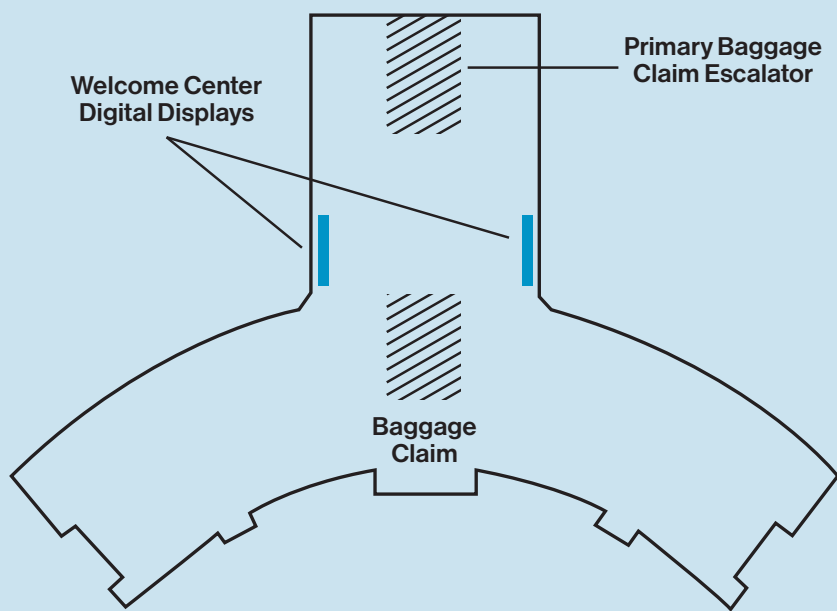 Primary Baggage
Claim Escalator
Welcome Center
Digital Displays
Baggage
Claim